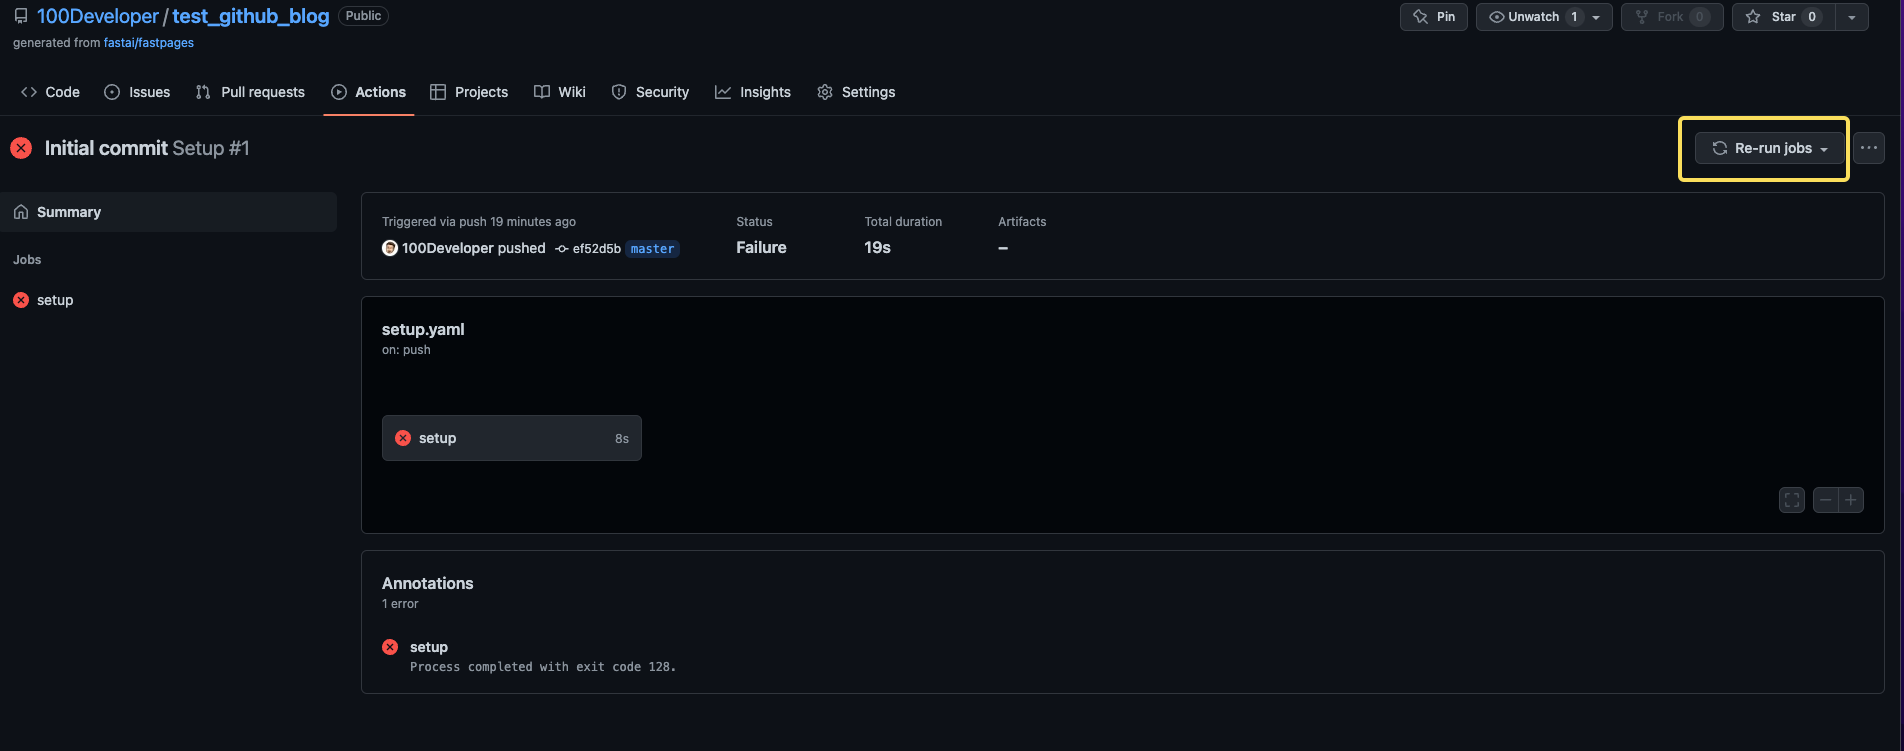 100Developer / test_github_blog Public
generated from fastai/fastpages
Pin
Unwatch 1
Fork 0
Star 0
Code
Issues
Pull requests
Actions
Projects
Wiki
Security
Insights
Settings
Initial commit Setup #1
Re-run jobs
Summary
Jobs
setup
Triggered via push 19 minutes ago
100Developer pushed ef52d5b master
Status
Failure
Total duration
19s
Artifacts
–
setup.yaml
on: push
setup 8s
Annotations
1 error
setup
Process completed with exit code 128.